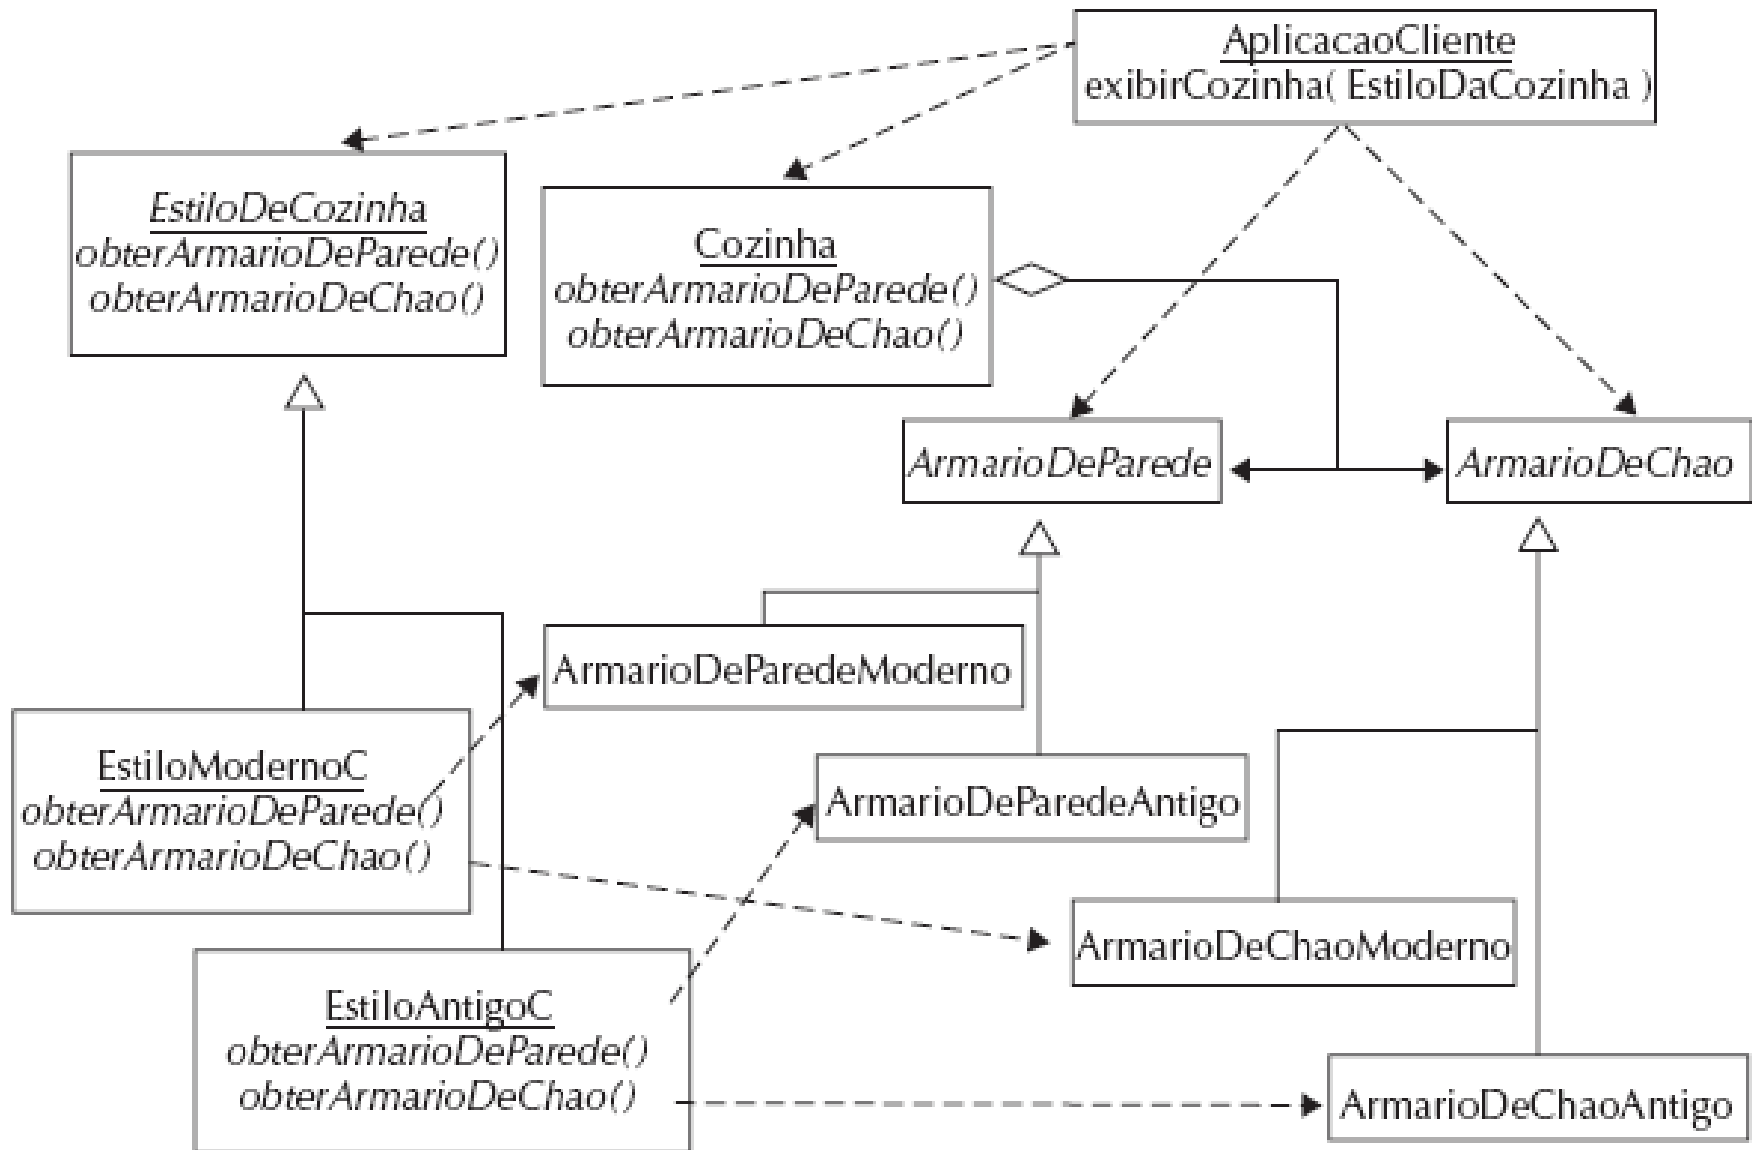 AplicacaoCliente
exibirCozinha( EstiloDaCozinha )
EstiloDeCozinha
obterArmarioDeParede()
obterArmarioDeChao()
Cozinha
obterArmarioDeParede()
obterArmarioDeChao()
ArmarioDeParede
ArmarioDeChao
ArmarioDeParedeModerno
EstiloModernoC
obterArmarioDeParede()
obterArmarioDeChao()
ArmarioDeParedeAntigo
ArmarioDeChaoModerno
EstiloAntigoC
obterArmarioDeParede()
obterArmarioDeChao()
ArmarioDeChaoAntigo